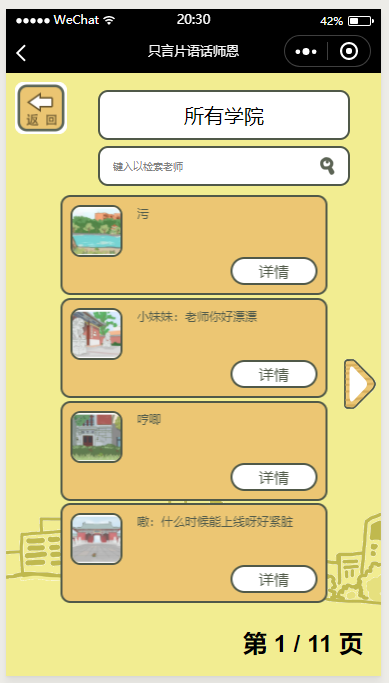 WeChat
20:30
42%
只言片语话师恩
返 回
所有学院
键入以检索老师
污
详情
小妹妹：老师你好漂漂
详情
哼唧
详情
嗷：什么时候能上线呀好紧脏
详情
第 1 / 11 页